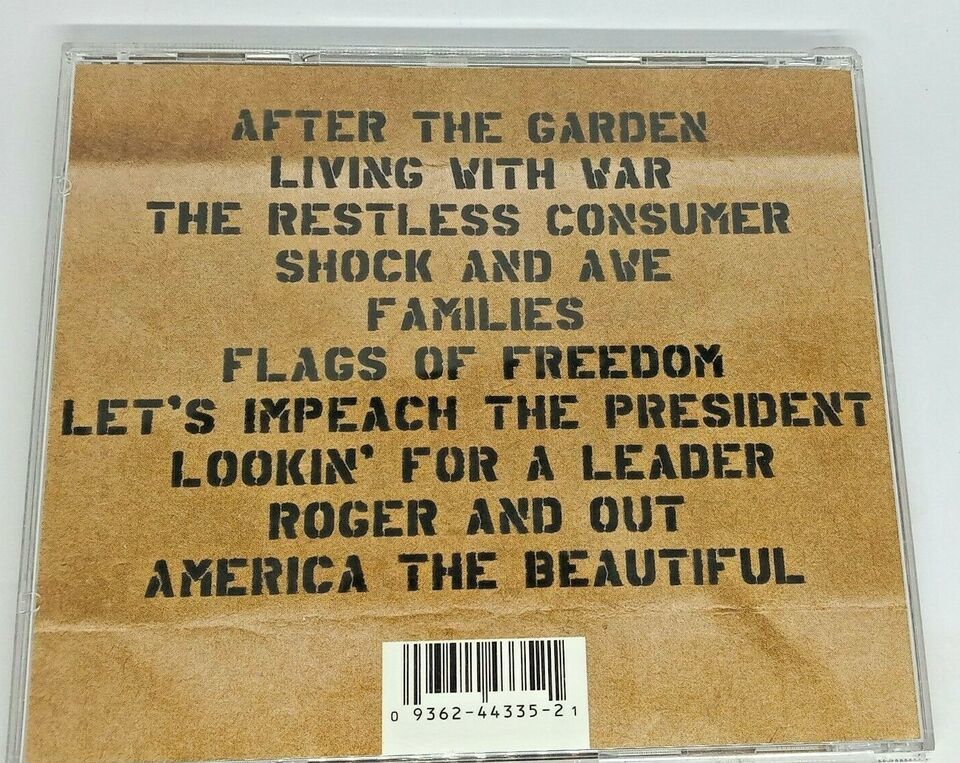 AFTER THE GARDEN
LIVING WITH WAR
THE RESTLESS CONSUMER
SHOCK AND AWE
FAMILIES
FLAGS OF FREEDOM
LET'S IMPEACH THE PRESIDENT
LOOKIN' FOR A LEADER
ROGER AND OUT
AMERICA THE BEAUTIFUL
0 9362-44335-2 1